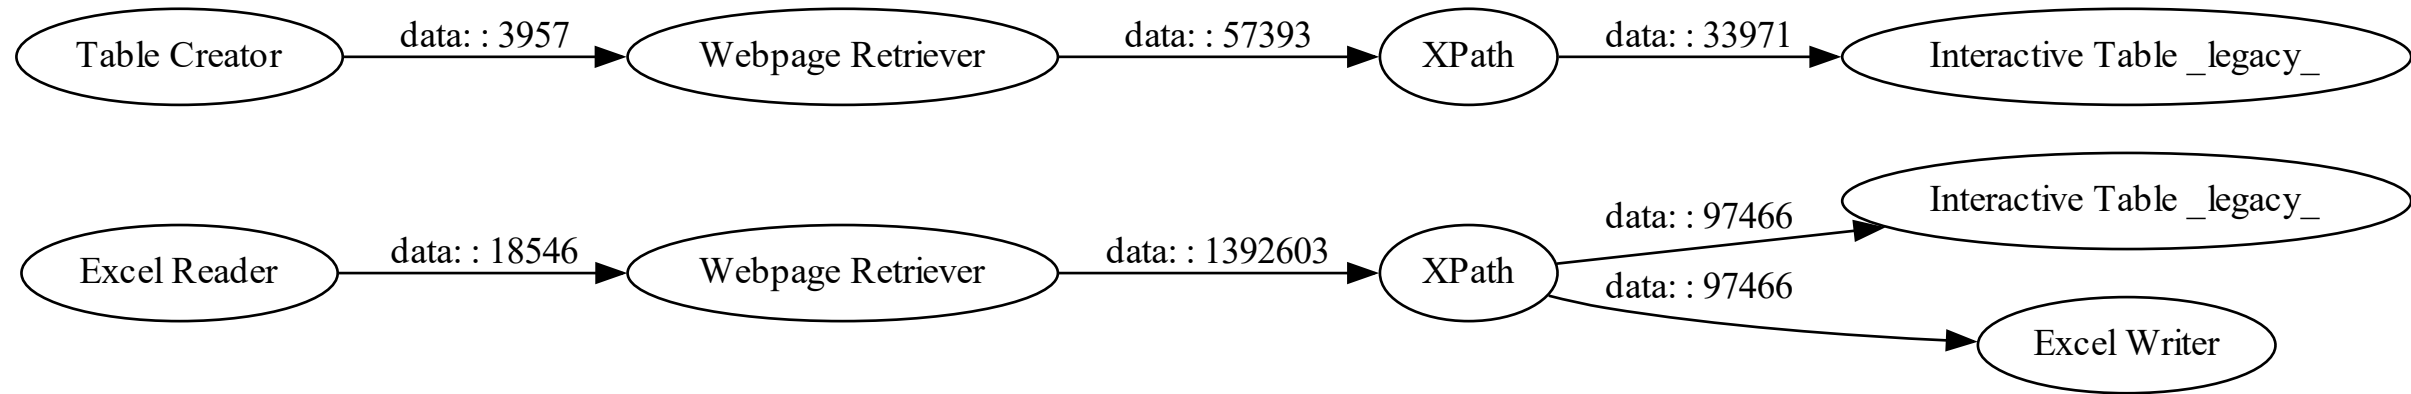 Table Creator
data: : 3957
Webpage Retriever
data: : 57393
XPath
data: : 33971
Interactive Table _legacy_
Excel Reader
data: : 18546
Webpage Retriever
data: : 1392603
XPath
data: : 97466
Interactive Table _legacy_
data: : 97466
Excel Writer